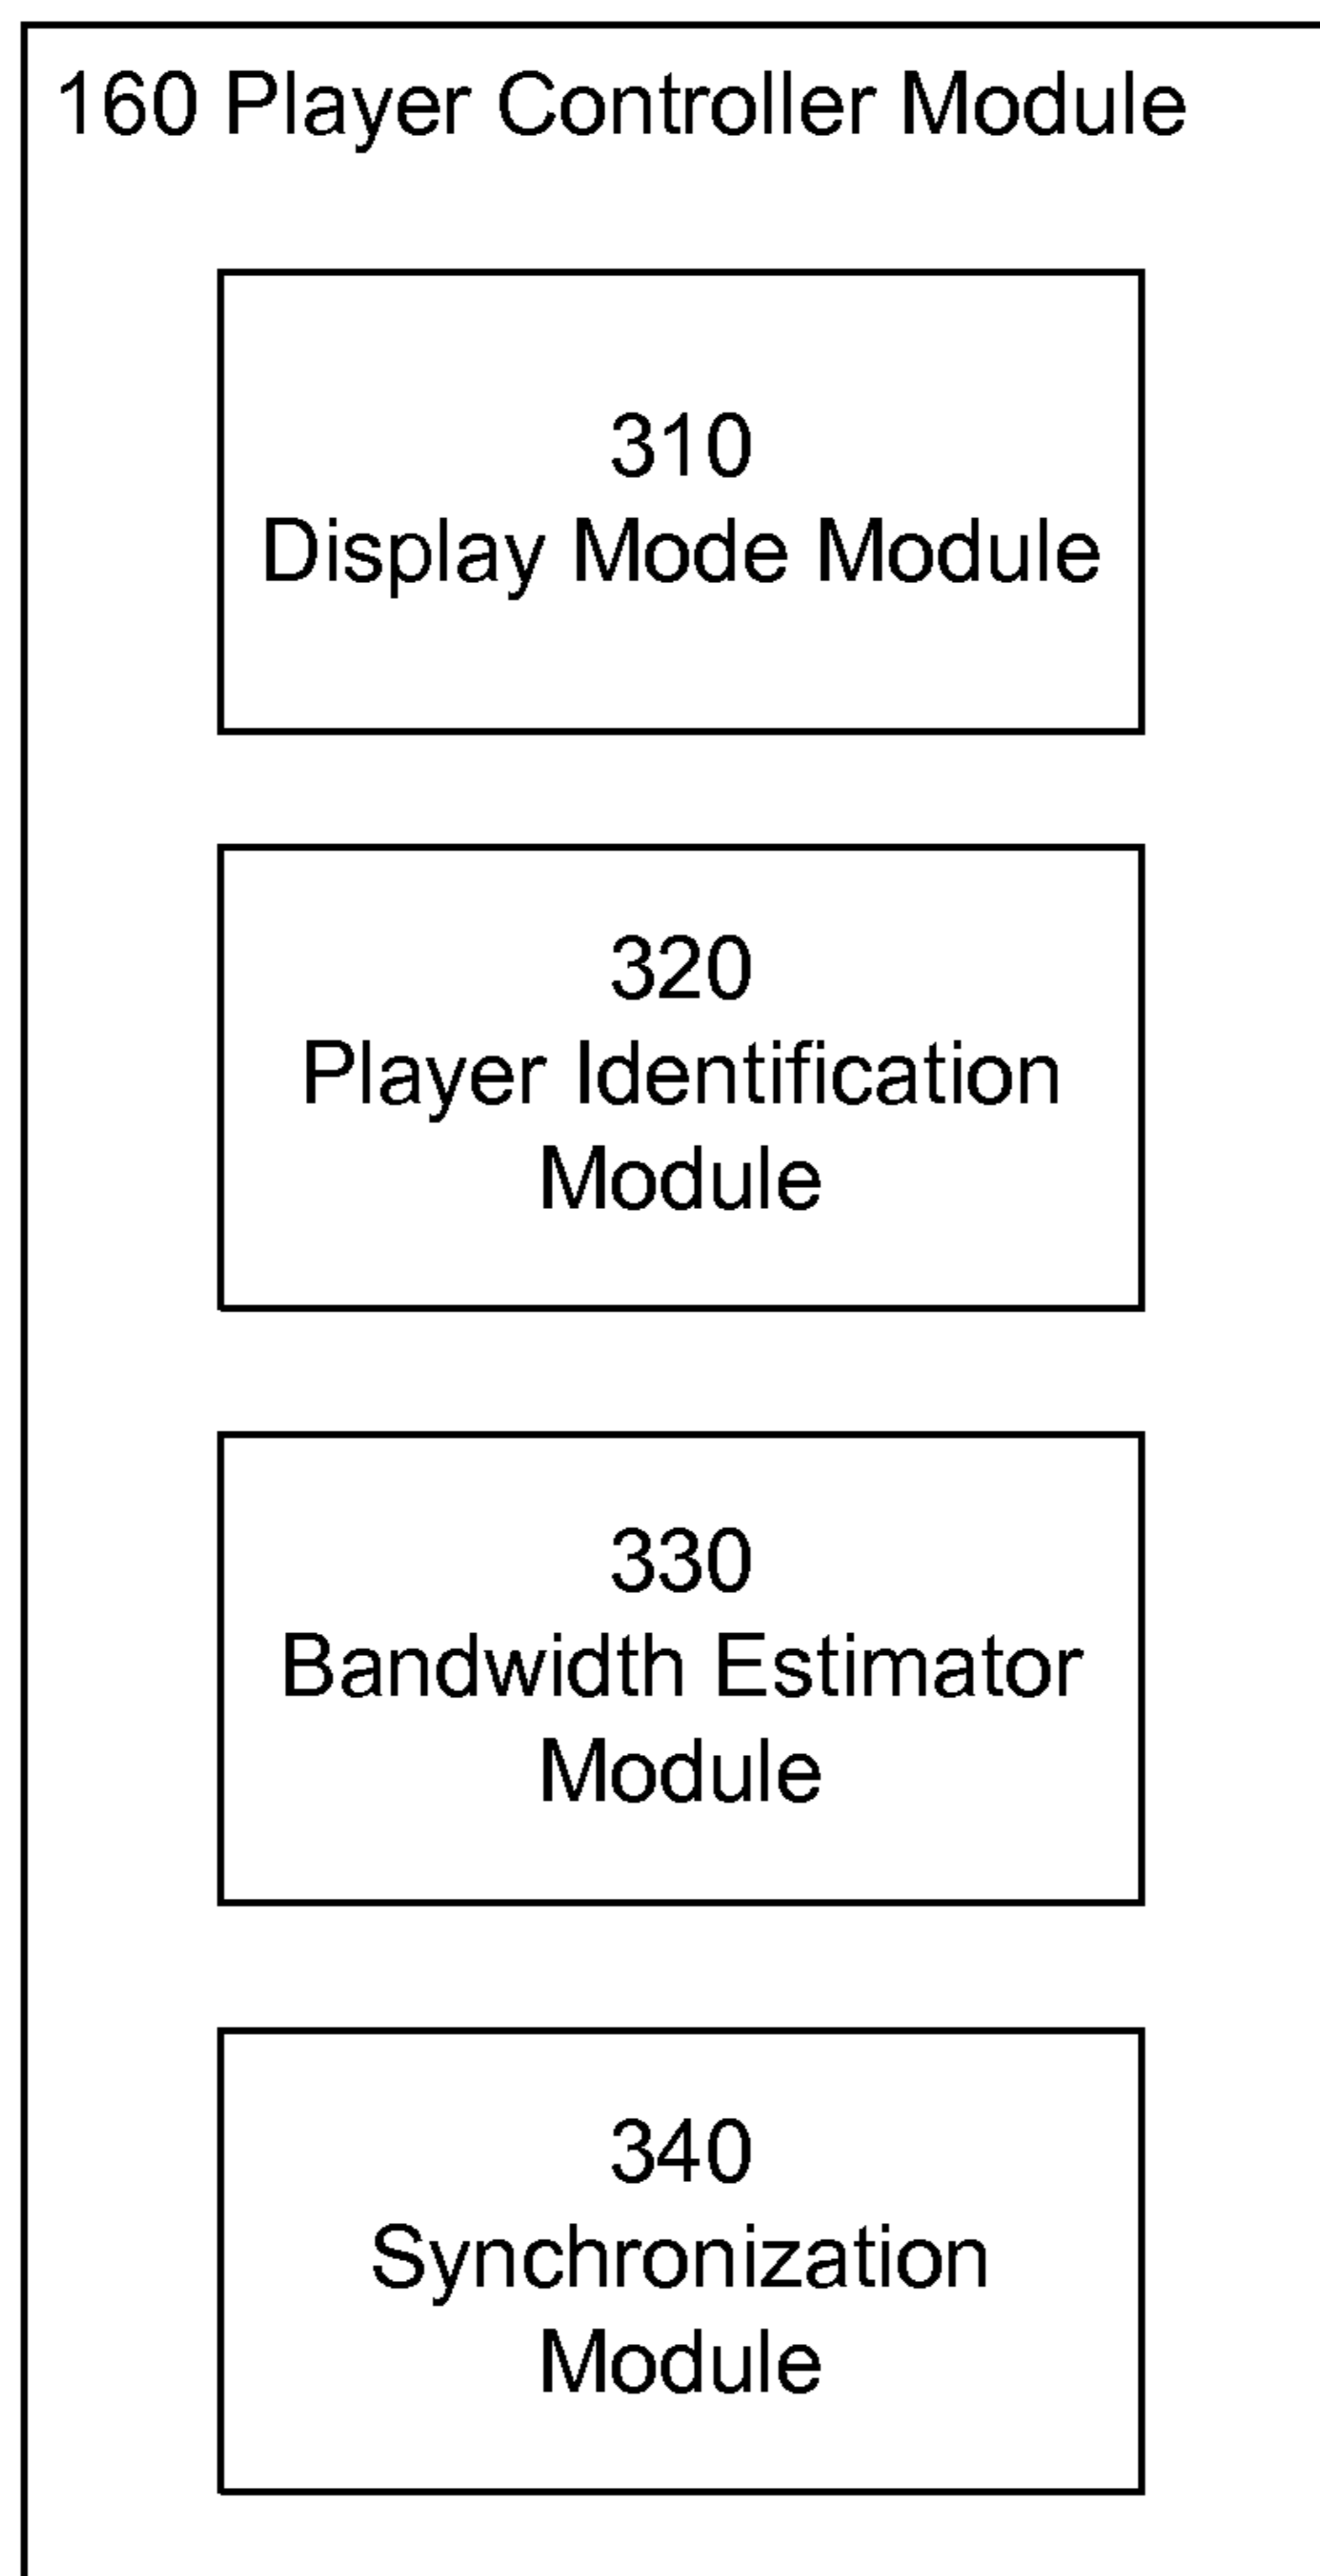 160 Player Controller Module
310
Display Mode Module
320
Player Identification
Module
330
Bandwidth Estimator
Module
340
Synchronization
Module